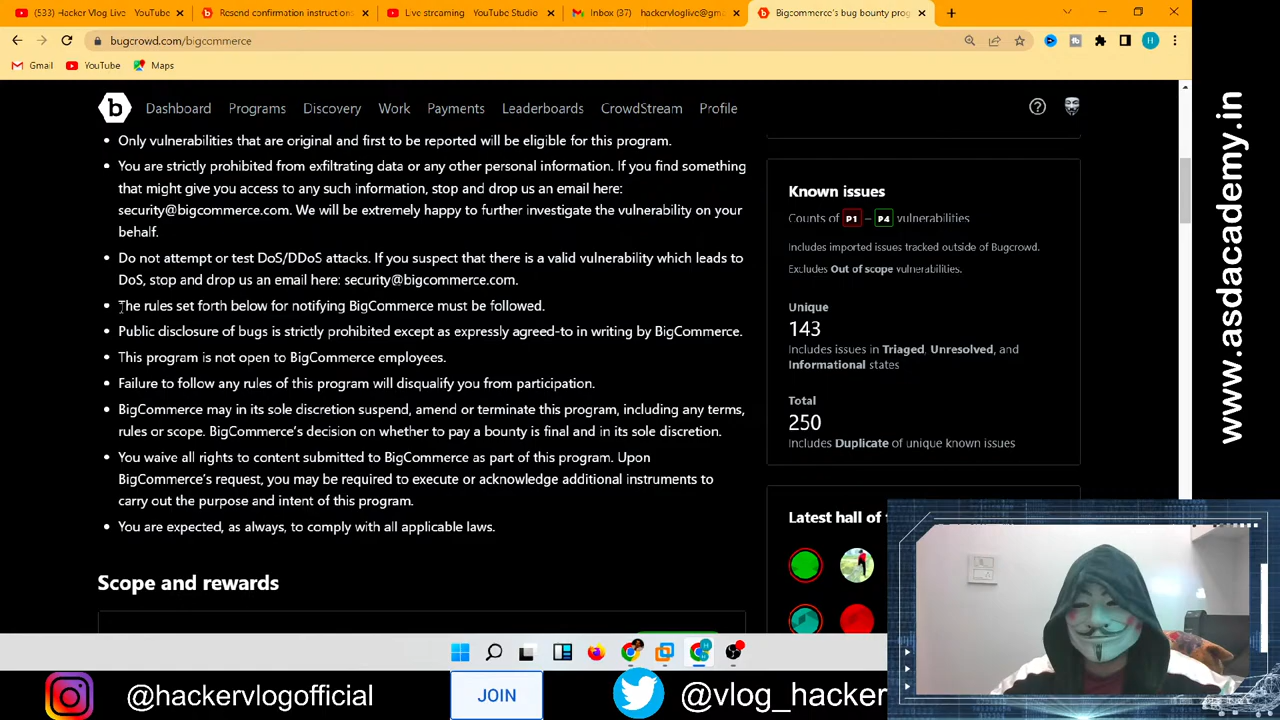 (533) Hacker Vlog Live - YouTube
Resend confirmation instructions
Live streaming - YouTube Studio
Inbox (37) - hackervloglive@gm
Bigcommerce's bug bounty prog
bugcrowd.com/bigcommerce
H
Gmail
YouTube
Maps
b
Dashboard
Programs
Discovery
Work
Payments
Leaderboards
CrowdStream
Profile
Only vulnerabilities that are original and first to be reported will be eligible for this program.
You are strictly prohibited from exfiltrating data or any other personal information. If you find something
that might give you access to any such information, stop and drop us an email here:
security@bigcommerce.com. We will be extremely happy to further investigate the vulnerability on your
behalf.
Do not attempt or test DoS/DDoS attacks. If you suspect that there is a valid vulnerability which leads to
DoS, stop and drop us an email here: security@bigcommerce.com.
The rules set forth below for notifying BigCommerce must be followed.
Public disclosure of bugs is strictly prohibited except as expressly agreed-to in writing by BigCommerce.
This program is not open to BigCommerce employees.
Failure to follow any rules of this program will disqualify you from participation.
BigCommerce may in its sole discretion suspend, amend or terminate this program, including any terms,
rules or scope. BigCommerce's decision on whether to pay a bounty is final and in its sole discretion.
You waive all rights to content submitted to BigCommerce as part of this program. Upon
BigCommerce's request, you may be required to execute or acknowledge additional instruments to
carry out the purpose and intent of this program.
You are expected, as always, to comply with all applicable laws.
Scope and rewards
Known issues
Counts of P1 – P4 vulnerabilities
Includes imported issues tracked outside of Bugcrowd.
Excludes Out of scope vulnerabilities.
Unique
143
Includes issues in Triaged, Unresolved, and
Informational states
Total
250
Includes Duplicate of unique known issues
Latest hall of
www.asdacademy.in
@hackervlogofficial
JOIN
@vlog_hacker